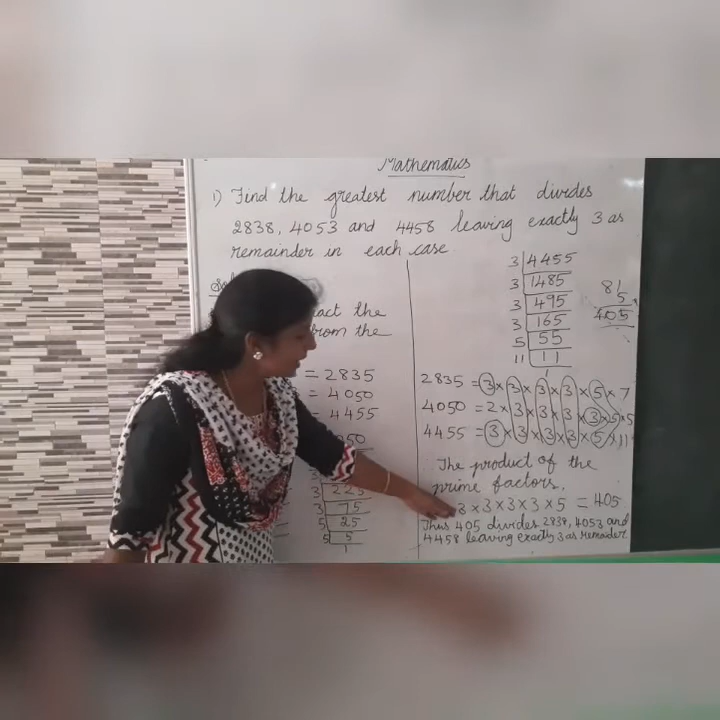 Mathematics
1) Find the greatest number that divides
2838, 4053 and 4458 leaving exactly 3 as
remainder in each case
act the
from the
= 2835
= 4050
= 4455
050
3 225
3 75
5 25
5 5
1
3 4455
3 1485
3 495
3 165
5 55
11 11
1
81
5
405
2835 = 3 × 3 × 3 × 3 × 5 × 7
4050 = 2 × 3 × 3 × 3 × 3 × 5 × 5
4455 = 3 × 3 × 3 × 3 × 5 × 11
The product of the
prime factors.
3 × 3 × 3 × 3 × 5 = 405
Thus 405 divides 2838, 4053 and
4458 leaving exactly 3 as remainder.